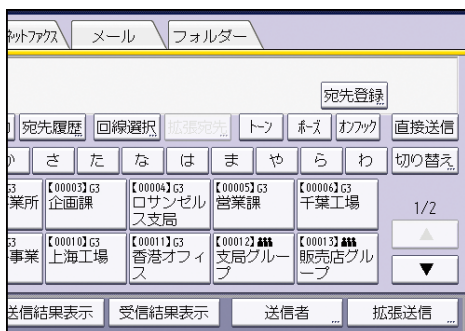 ネットファクス メール フォルダー
宛先登録
宛先履歴 回線選択 拡張宛先 トーン ポーズ オンフック 直接送信
か さ た な は ま や ら わ 切り替え
G3 【00003】G3 【00004】G3 【00005】G3 【00006】G3
業所 企画課 ロサンゼル 営業課 千葉工場
ス支局
1/2
G3 【00010】G3 【00011】G3 【00012】 【00013】
事業 上海工場 香港オフィ 支局グルー 販売店グル
ス プ ープ
送信結果表示 受信結果表示 送信者 拡張送信